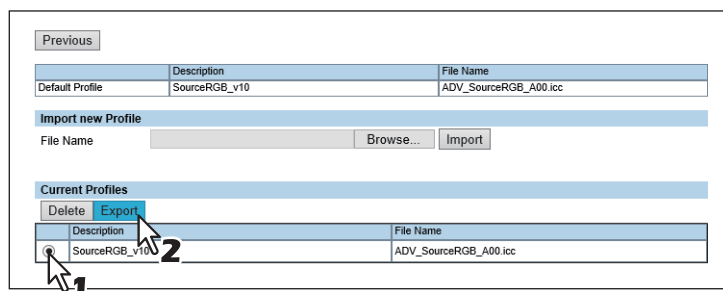 Previous
Description File Name
Default Profile SourceRGB_v10 ADV_SourceRGB_A00.icc
Import new Profile
File Name Browse... Import
Current Profiles
Delete Export
Description File Name
SourceRGB_v10 ADV_SourceRGB_A00.icc
2
1